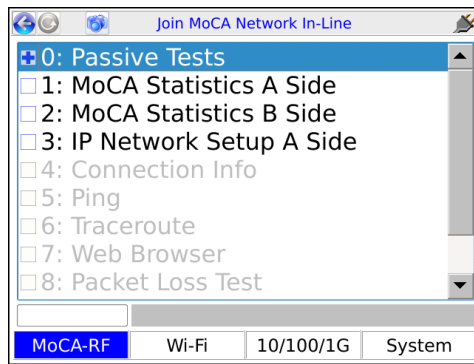 Join MoCA Network In-Line
0: Passive Tests
1: MoCA Statistics A Side
2: MoCA Statistics B Side
3: IP Network Setup A Side
4: Connection Info
5: Ping
6: Traceroute
7: Web Browser
8: Packet Loss Test
MoCA-RF Wi-Fi 10/100/1G System